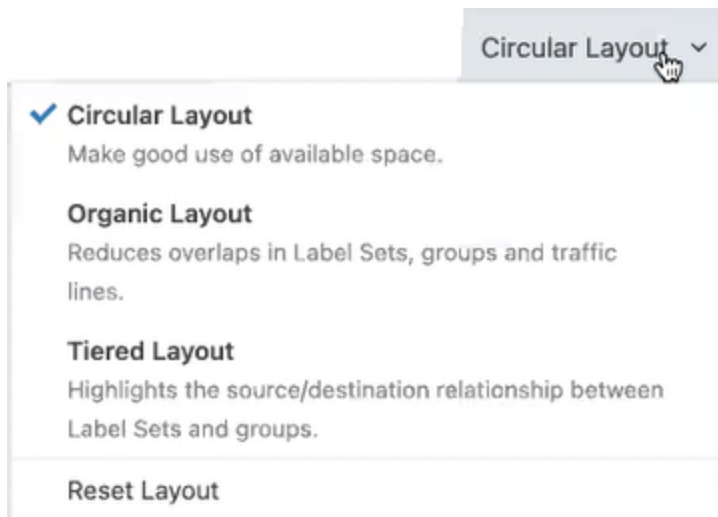 Circular Layout
Circular Layout
Make good use of available space.
Organic Layout
Reduces overlaps in Label Sets, groups and traffic
lines.
Tiered Layout
Highlights the source/destination relationship between
Label Sets and groups.
Reset Layout